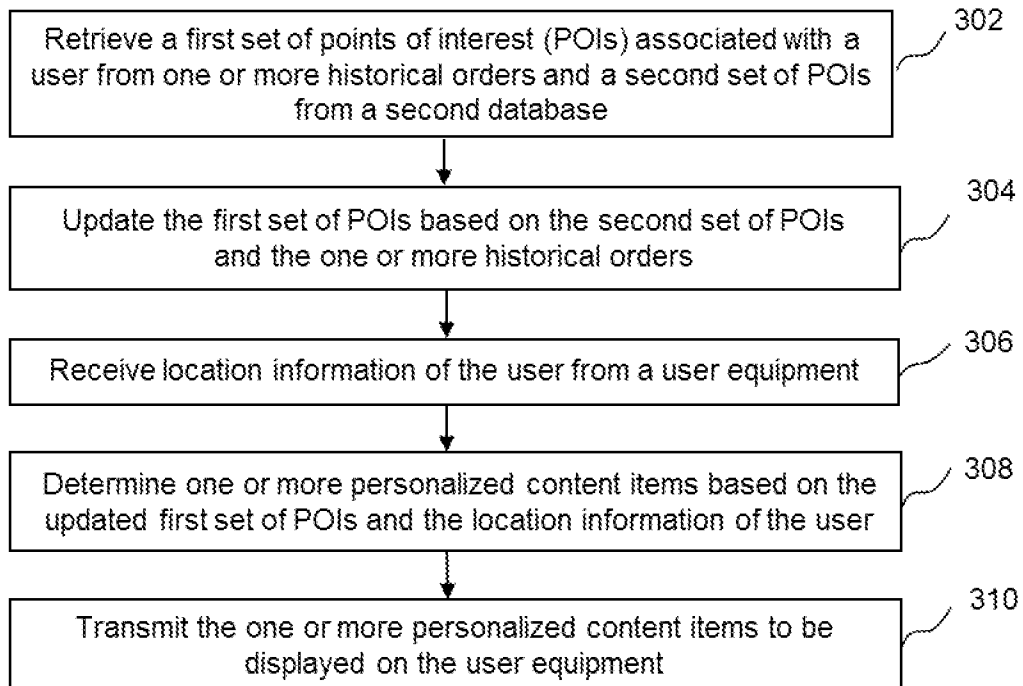 Retrieve a first set of points of interest (POIs) associated with a
user from one or more historical orders and a second set of POIs
from a second database
302
Update the first set of POIs based on the second set of POIs
and the one or more historical orders
304
Receive location information of the user from a user equipment
306
Determine one or more personalized content items based on the
updated first set of POIs and the location information of the user
308
Transmit the one or more personalized content items to be
displayed on the user equipment
310